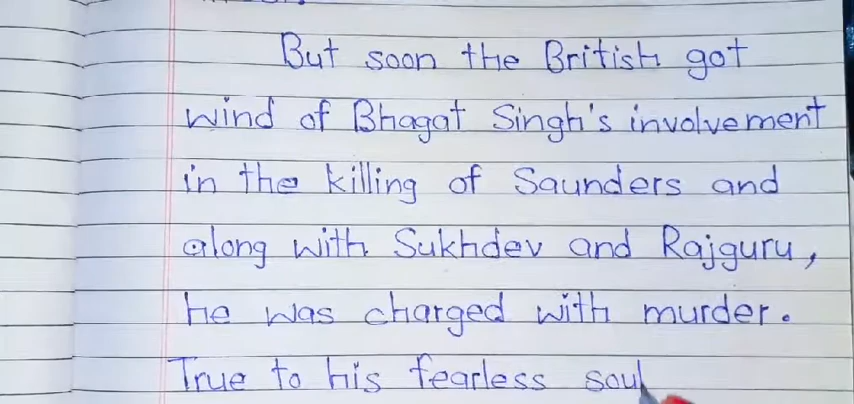 But soon the British got
wind of Bhagat Singh's involvement
in the killing of Saunders and
along with Sukhdev and Rajguru,
he was charged with murder.
True to his fearless soul